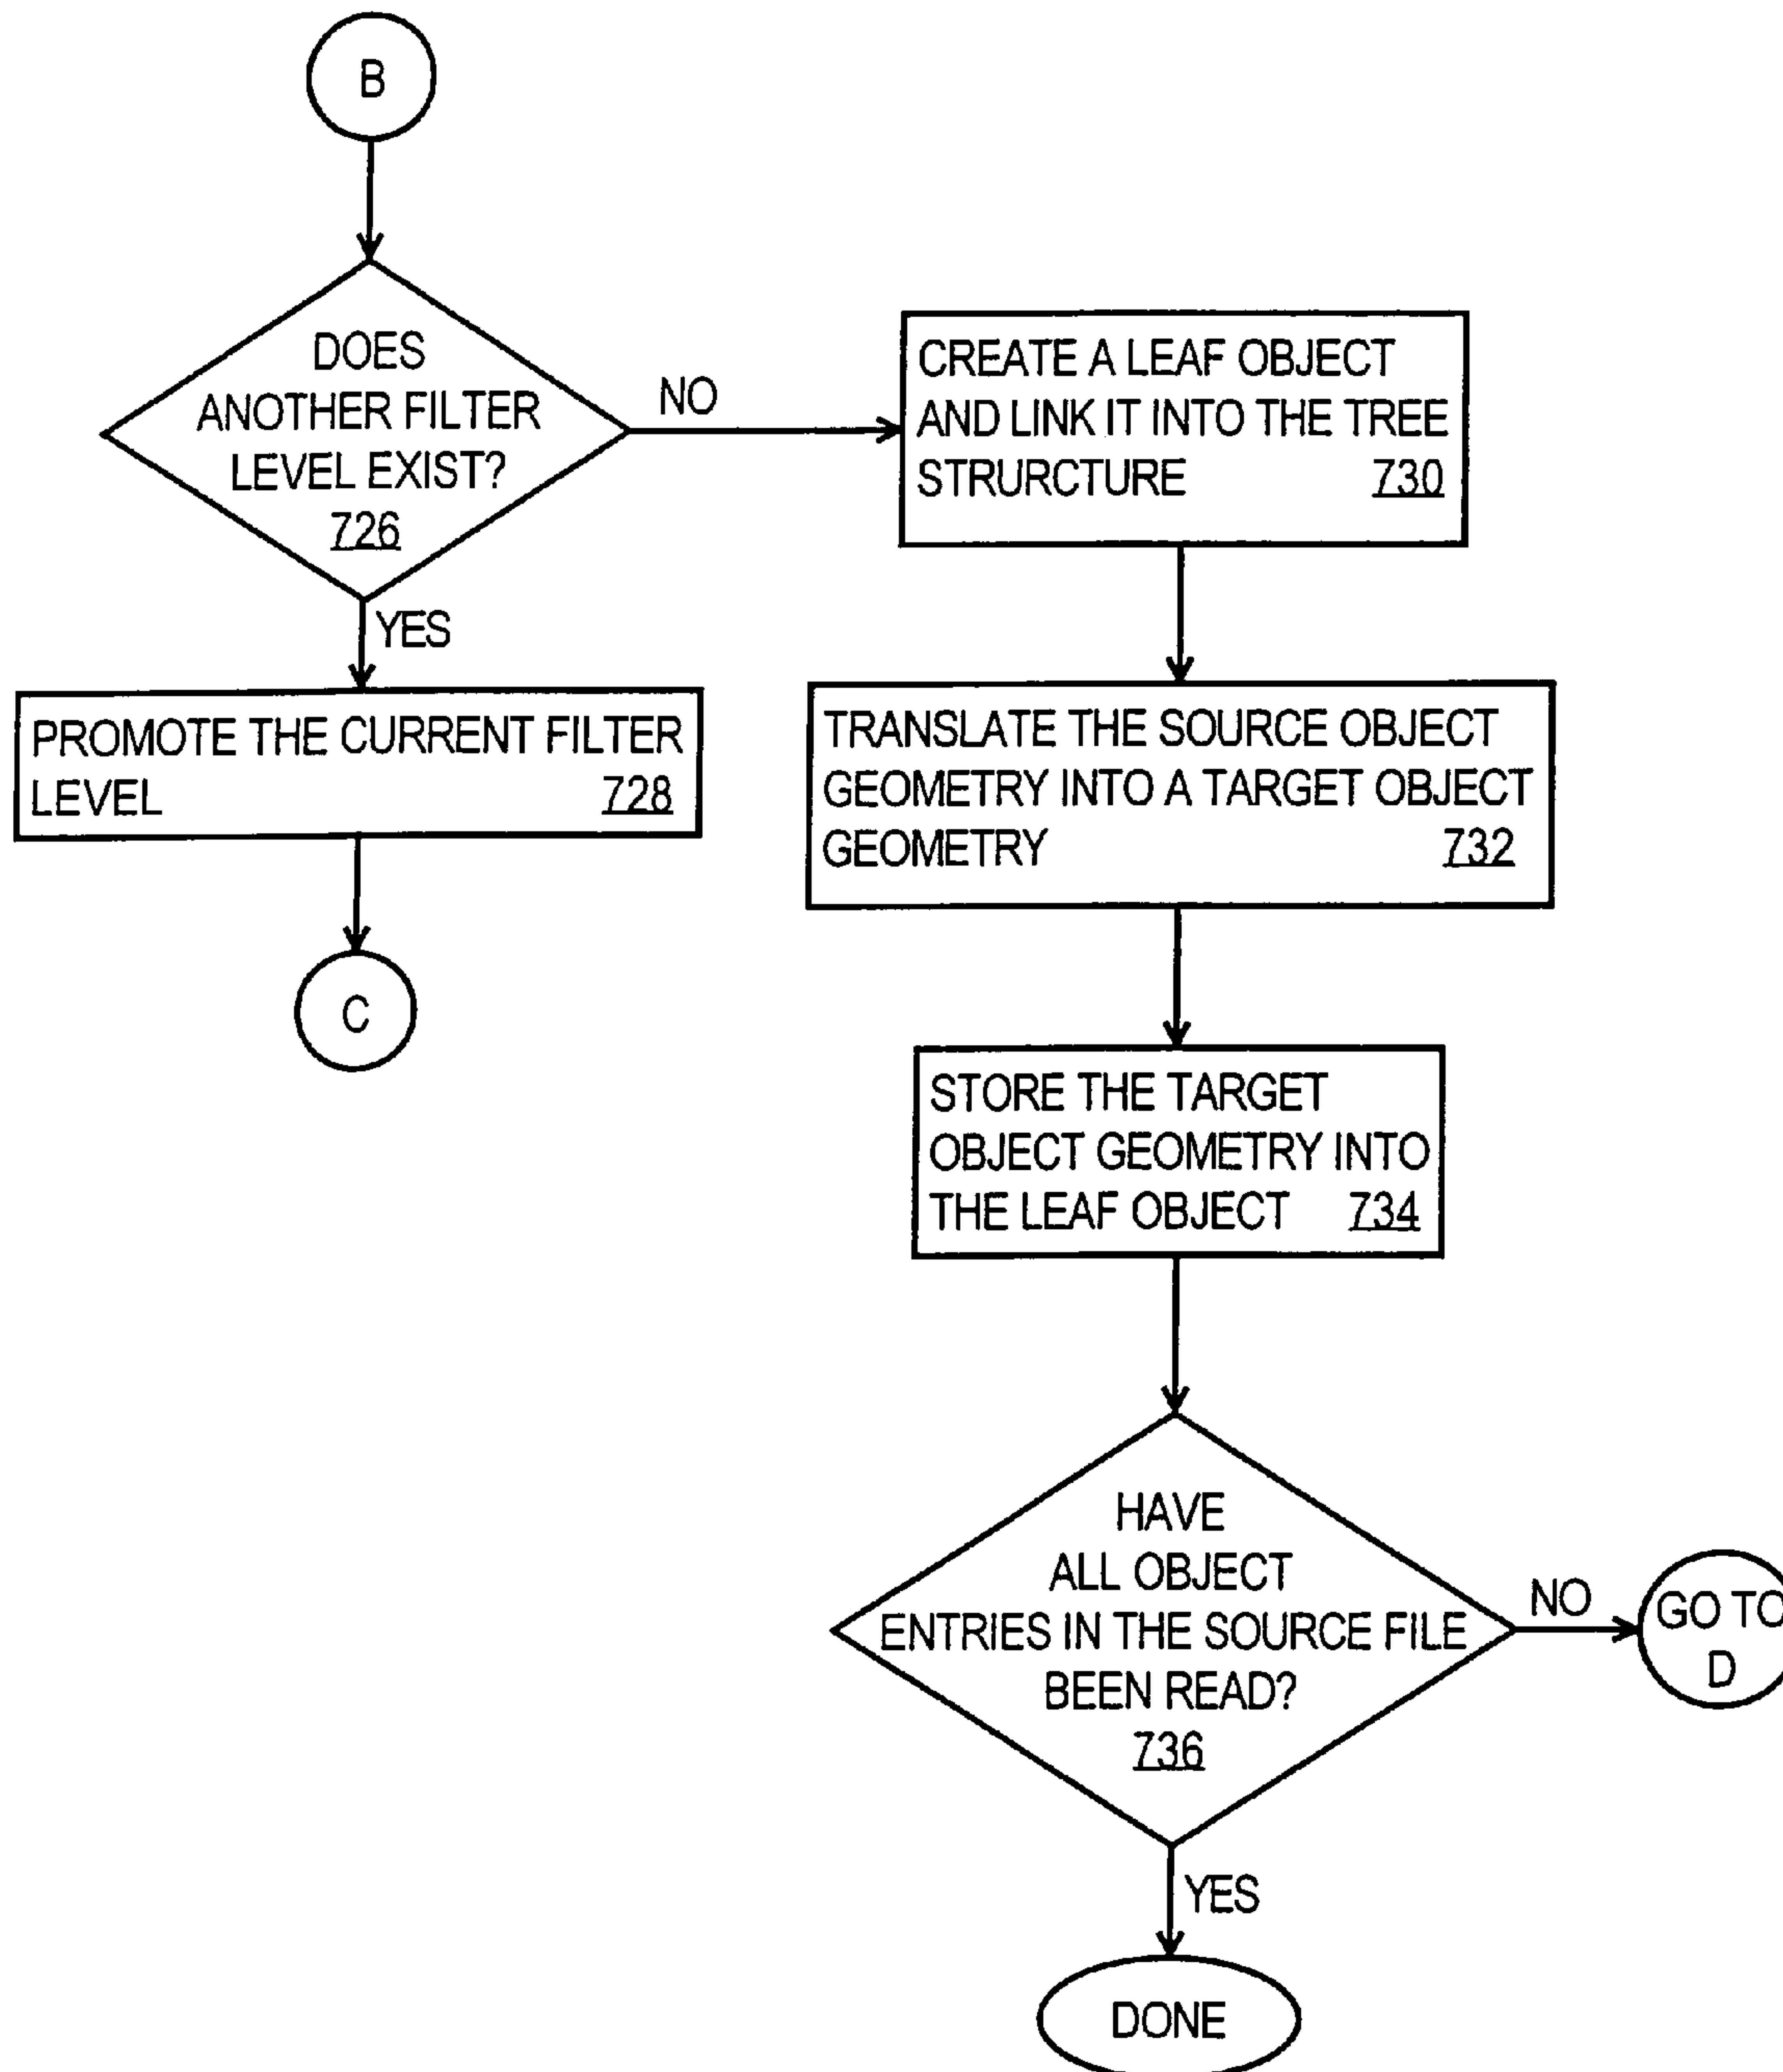 B
DOES
ANOTHER FILTER
LEVEL EXIST?
726
NO
YES
CREATE A LEAF OBJECT
AND LINK IT INTO THE TREE
STRURCTURE 730
PROMOTE THE CURRENT FILTER
LEVEL 728
C
TRANSLATE THE SOURCE OBJECT
GEOMETRY INTO A TARGET OBJECT
GEOMETRY 732
STORE THE TARGET
OBJECT GEOMETRY INTO
THE LEAF OBJECT 734
HAVE
ALL OBJECT
ENTRIES IN THE SOURCE FILE
BEEN READ?
736
NO
GO TO
D
YES
DONE